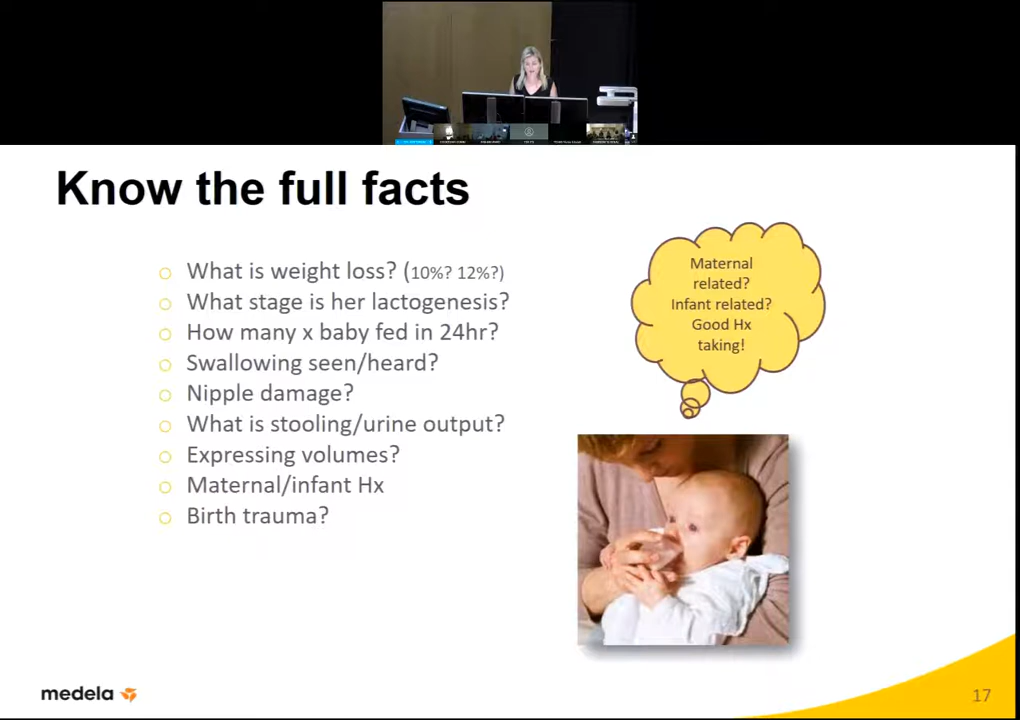 Know the full facts
What is weight loss? (10%? 12%?)
What stage is her lactogenesis?
How many x baby fed in 24hr?
Swallowing seen/heard?
Nipple damage?
What is stooling/urine output?
Expressing volumes?
Maternal/infant Hx
Birth trauma?
Maternal
related?
Infant related?
Good Hx
taking!
medela
17